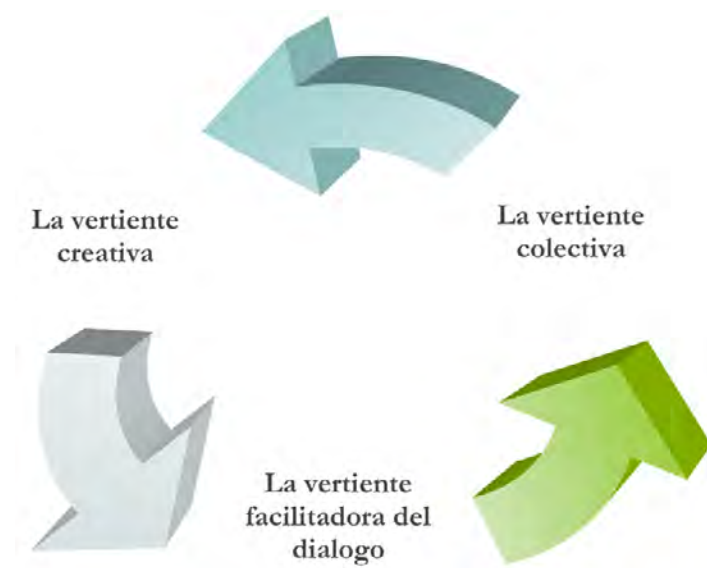 La vertiente
creativa
La vertiente
colectiva
La vertiente
facilitadora del
dialogo